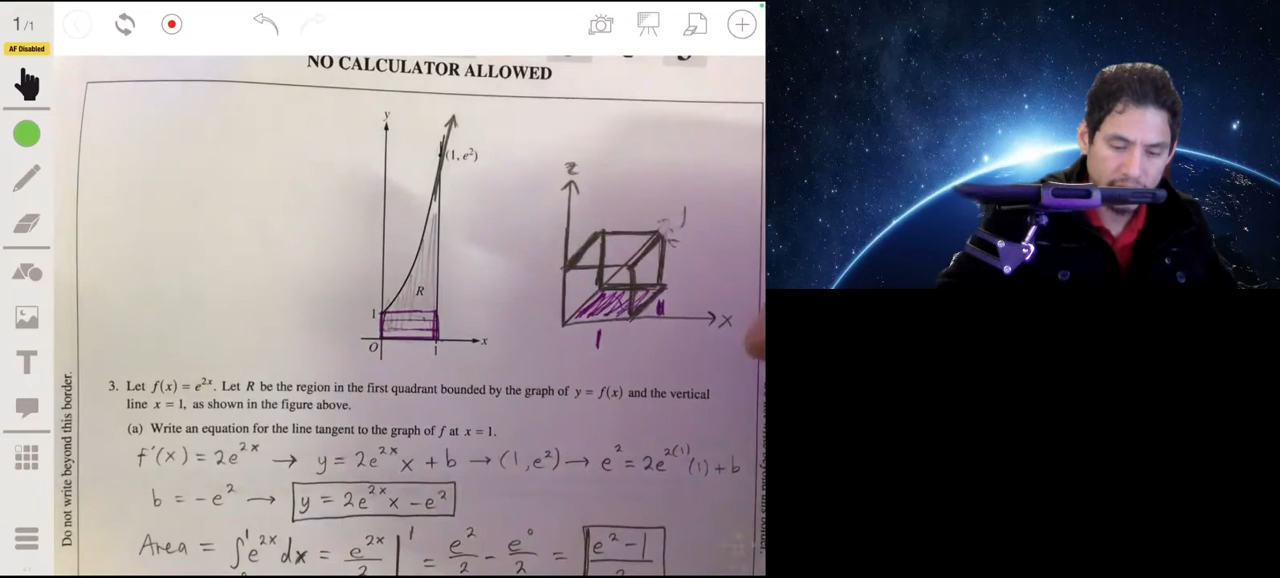 1/1
AF Disabled
NO CALCULATOR ALLOWED
y
(1, e²)
R
1
O
1
x
z
x
1
3. Let f(x) = e^{2x}. Let R be the region in the first quadrant bounded by the graph of y = f(x) and the vertical
line x = 1, as shown in the figure above.
(a) Write an equation for the line tangent to the graph of f at x = 1.
f'(x) = 2e^{2x} → y = 2e^{2x} x + b → (1, e²) → e² = 2e^{2(1)} (1) + b
b = -e² → y = 2e^{2x} x - e²
Area = ∫ ¹ e^{2x} dx = e^{2x}/2 | ¹ = e²/2 - e⁰/2 = e² - 1
Do not write beyond this border.
T